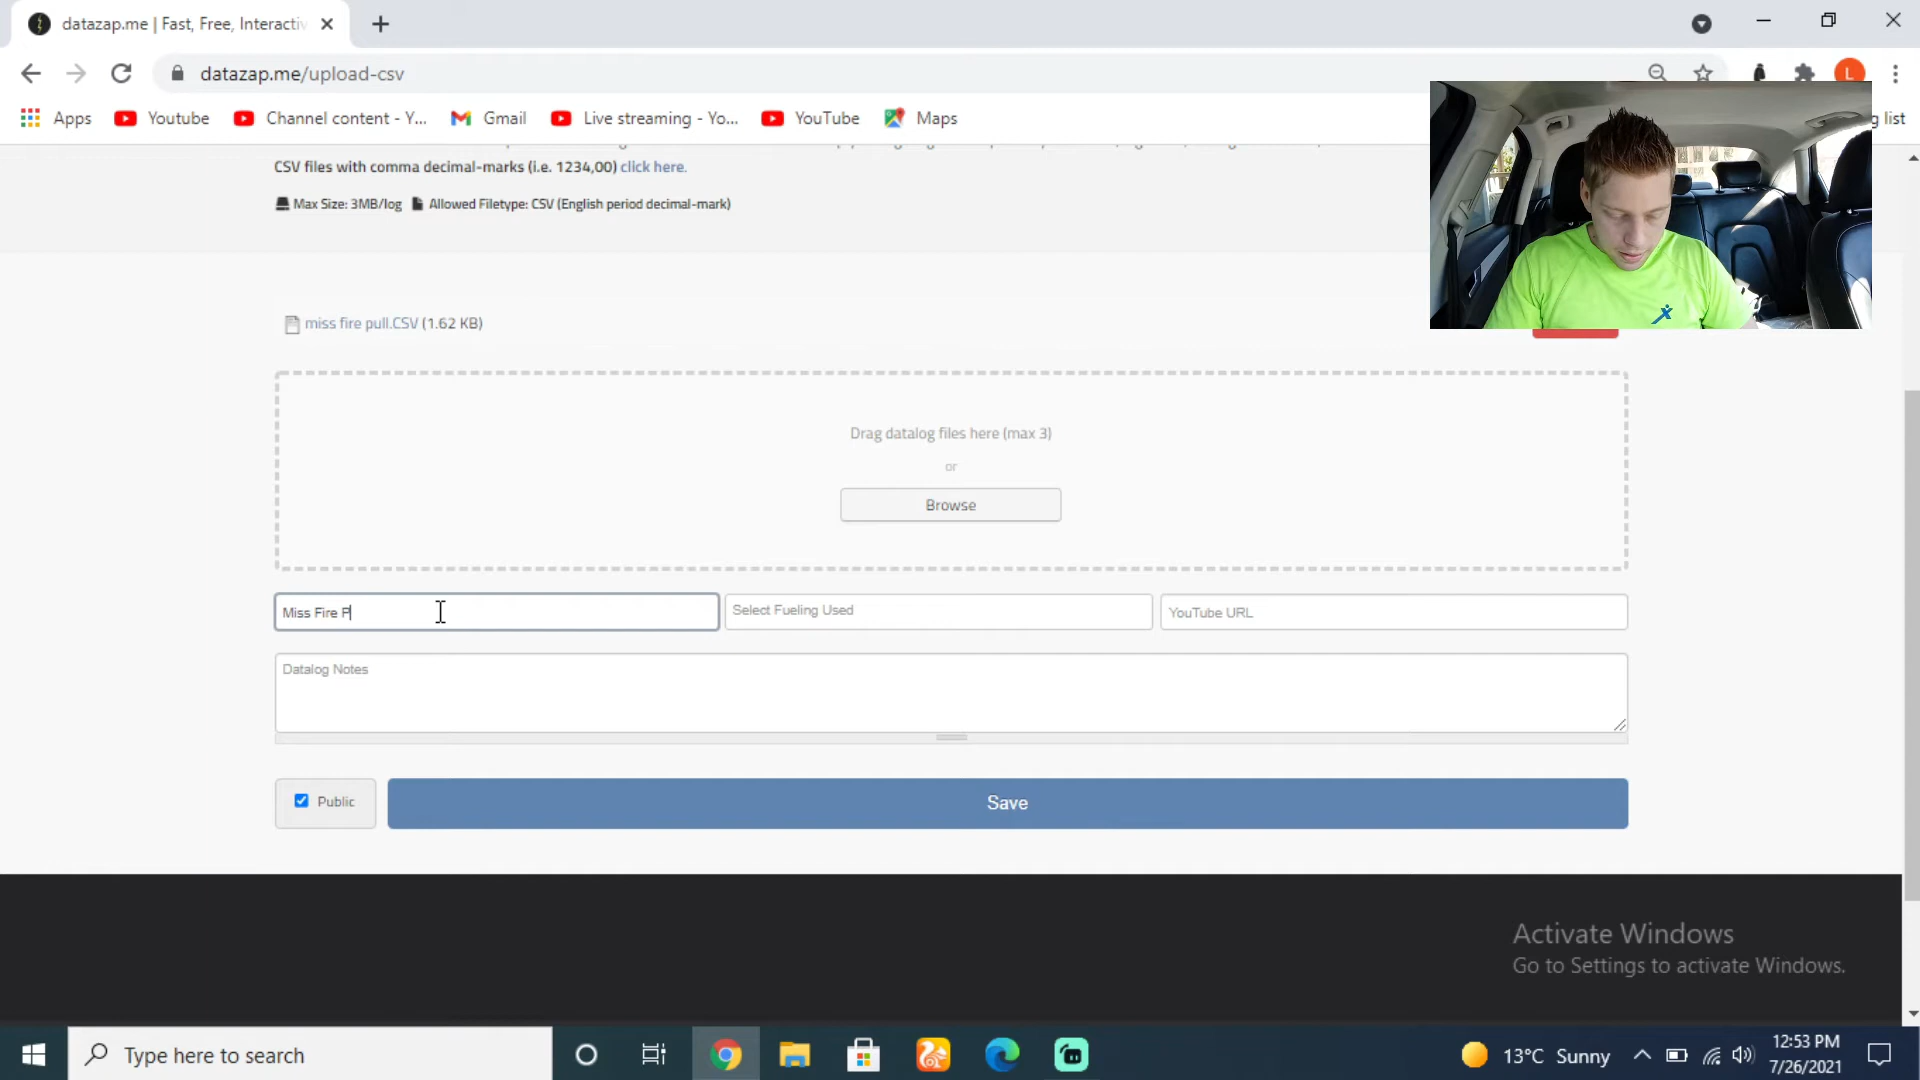 datazap.me | Fast, Free, Interactiv
datazap.me/upload-csv
L
Apps
Youtube
Channel content - Y...
Gmail
Live streaming - Yo...
YouTube
Maps
g list
CSV files with comma decimal-marks (i.e. 1234,00) click here.
Max Size: 3MB/log Allowed Filetype: CSV (English period decimal-mark)
miss fire pull.CSV (1.62 KB)
Drag datalog files here (max 3)
or
Browse
Miss Fire P
Select Fueling Used
YouTube URL
Datalog Notes
Public
Save
Activate Windows
Go to Settings to activate Windows.
Type here to search
13°C Sunny
12:53 PM
7/26/2021